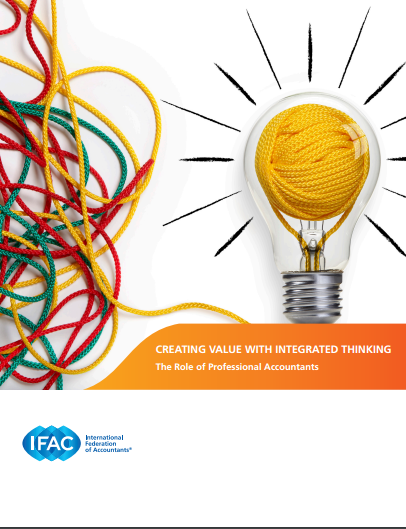 CREATING VALUE WITH INTEGRATED THINKING
The Role of Professional Accountants
IFAC
International
Federation
of Accountants®